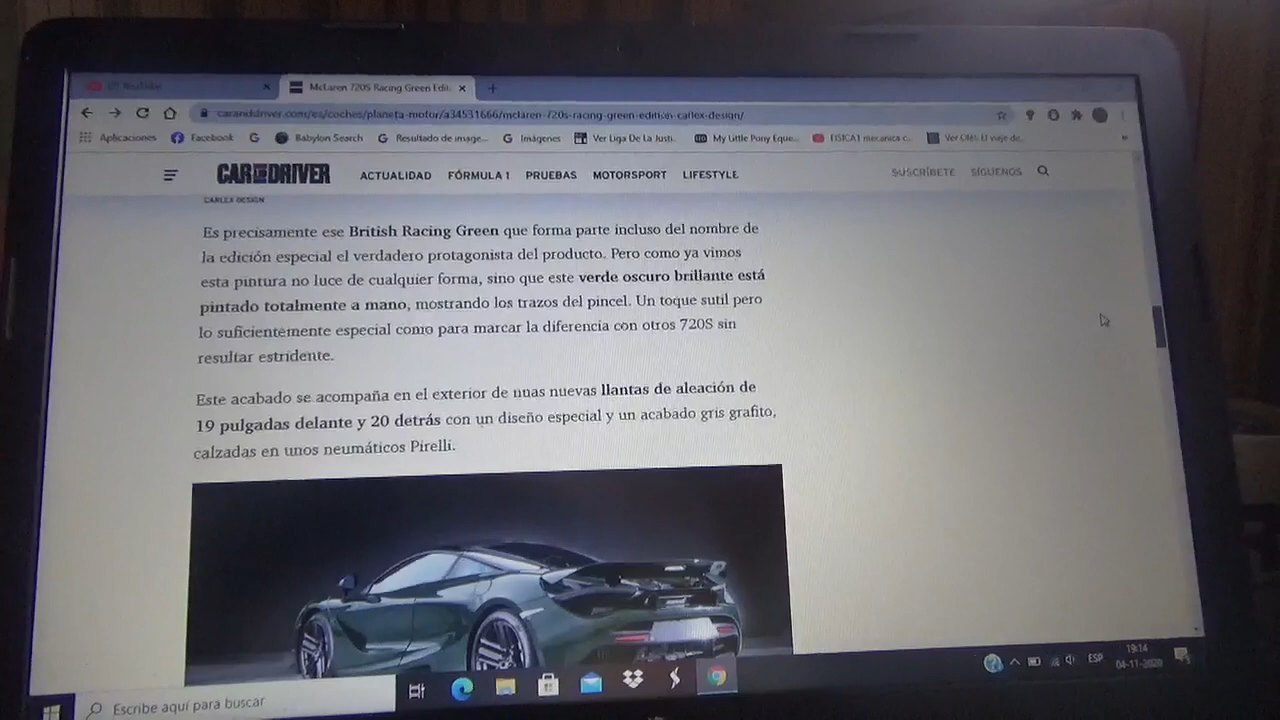 YouTube
McLaren 720S Racing Green Edit
caranddriver.com/es/coches/planeta-motor/a34531666/mclaren-720s-racing-green-edition-carlex-design/
Aplicaciones Facebook Babylon Search Resultado de image... Imágenes Ver Liga De La Justi... My Little Pony Eque... FISICA1 mecanica c... Ver
CAR AND DRIVER ACTUALIDAD FÓRMULA 1 PRUEBAS MOTORSPORT LIFESTYLE SUSCRÍBETE SÍGUENOS
CARLEX DESIGN
Es precisamente ese British Racing Green que forma parte incluso del nombre de
la edición especial el verdadero protagonista del producto. Pero como ya vimos
esta pintura no luce de cualquier forma, sino que este verde oscuro brillante está
pintado totalmente a mano, mostrando los trazos del pincel. Un toque sutil pero
lo suficientemente especial como para marcar la diferencia con otros 720S sin
resultar estridente.
Este acabado se acompaña en el exterior de unas nuevas llantas de aleación de
19 pulgadas delante y 20 detrás con un diseño especial y un acabado gris grafito,
calzadas en unos neumáticos Pirelli.
ESP
19:14
04-11-2020
Escribe aquí para buscar